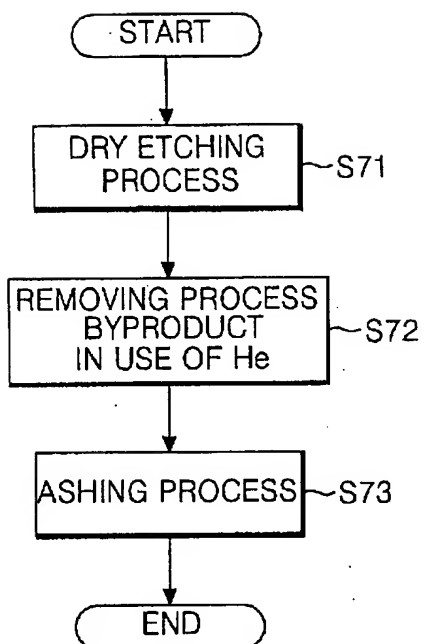 START
DRY ETCHING
PROCESS
S71
REMOVING PROCESS
BYPRODUCT
IN USE OF He
S72
ASHING PROCESS
S73
END